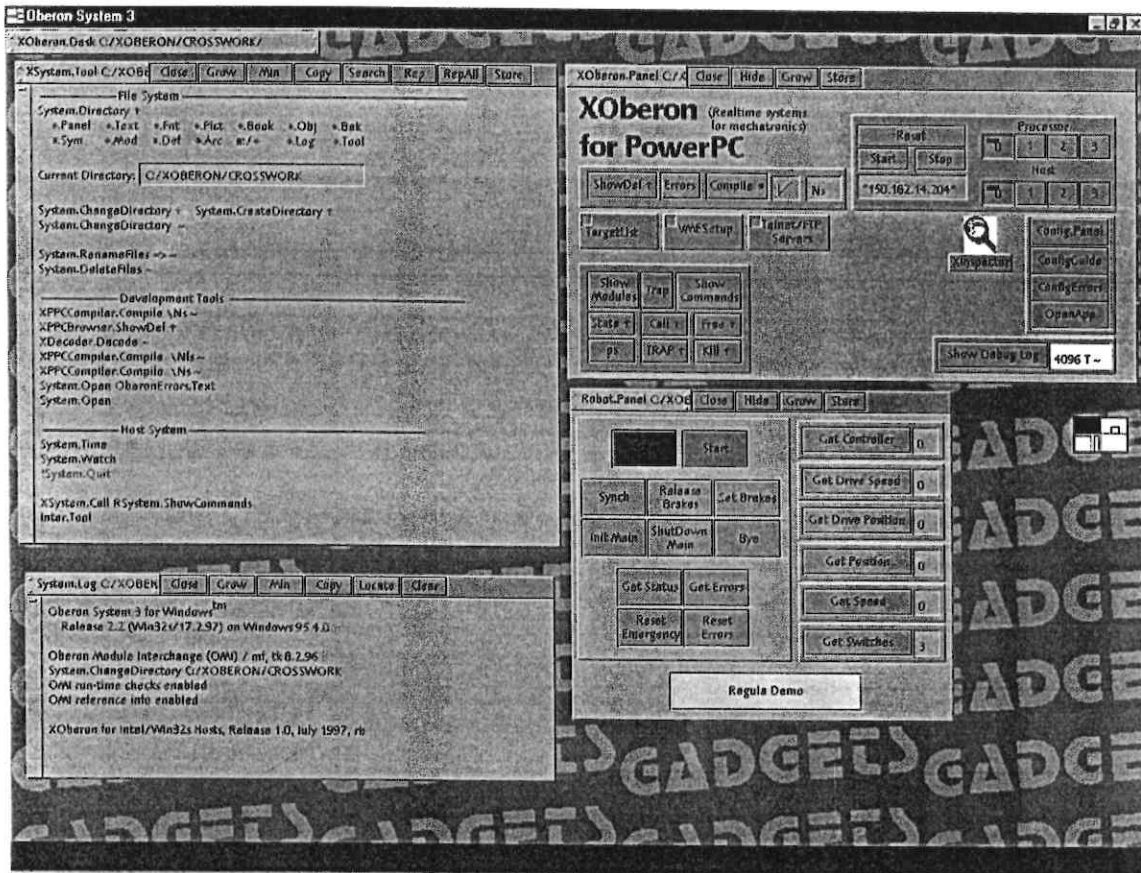 Oberon System 3
XOberon.Desk C:/XOBERON/CROSSWORK/
XSystem.Tool C:/XOBE Close Grow Min Copy Search Rep RepAll Store
File System
System.Directory ↑
*.Panel *.Text *.Fnt *.Pict *.Book *.Obj *.Bak
*.Sym *.Mod *.Def *.Arc *.Log *.Tool
Current Directory: C:/XOBERON/CROSSWORK
System.ChangeDirectory ↑ System.CreateDirectory ↑
System.ChangeDirectory ~
System.RenameFiles => ~
System.DeleteFiles ~
Development Tools
XPPCCompiler.Compile \Ns ~
XPPCBrowser.ShowDef ↑
XDecoder.Decode ~
XPPCCompiler.Compile \Nls ~
XPPCCompiler.Compile \Ns ~
System.Open OberonErrors.Text
System.Open
Host System
System.Time
System.Watch
!System.Quit
XSystem.Call RSystem.ShowCommands
Inter.Tool
System.Log C:/XOBER Close Grow Min Copy Locate Clear
Oberon System 3 for Windows tm
Release 2.2 (Win32s/17.2.97) on Windows 95 4.0
Oberon Module Interchange (OMI) / mf, tk 8.2.96
System.ChangeDirectory C:/XOBERON/CROSSWORK
OMI run-time checks enabled
OMI reference info enabled
XOberon for Intel/Win32s Hosts, Release 1.0, July 1997, rb
XOberon.Panel C:/X Close Hide Grow Store
XOberon (Realtime systems
for mechatronics)
for PowerPC
ShowDef ↑ Errors Compile * \ Ns
TargetList VMESetup Telnet/FTP
Servers
Reset
Start Stop
"150.162.14.204"
Processor
0 1 2 3
Host
0 1 2 3
XInspector
Config.Panel
ConfigGuide
ConfigErrors
OpenApp
Show
Modules Trap Show
Commands
State ↑ Call ↑ Free ↑
ps TRAP ↑ Kill ↑
Show Debug Log 4096 T ~
Robot.Panel C:/XOB Close Hide Grow Store
Start
Synch Release
Brakes Set Brakes
Init Main ShutDown
Main Bye
Get Status Get Errors
Reset
Emergency Reset
Errors
Get Controller 0
Get Drive Speed 0
Get Drive Position 0
Get Position 0
Get Speed 0
Get Switches 3
Regula Demo
GADGETS
GADGETS